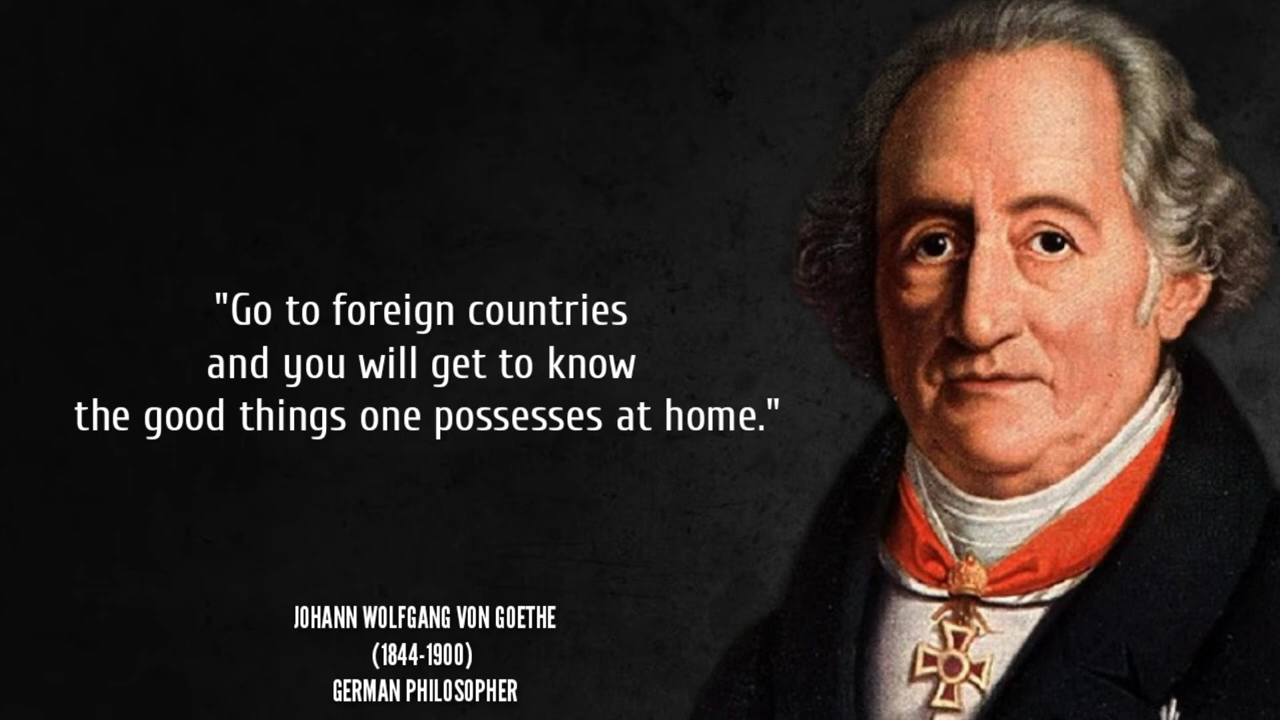 "Go to foreign countries
and you will get to know
the good things one possesses at home."
JOHANN WOLFGANG VON GOETHE
(1844-1900)
GERMAN PHILOSOPHER